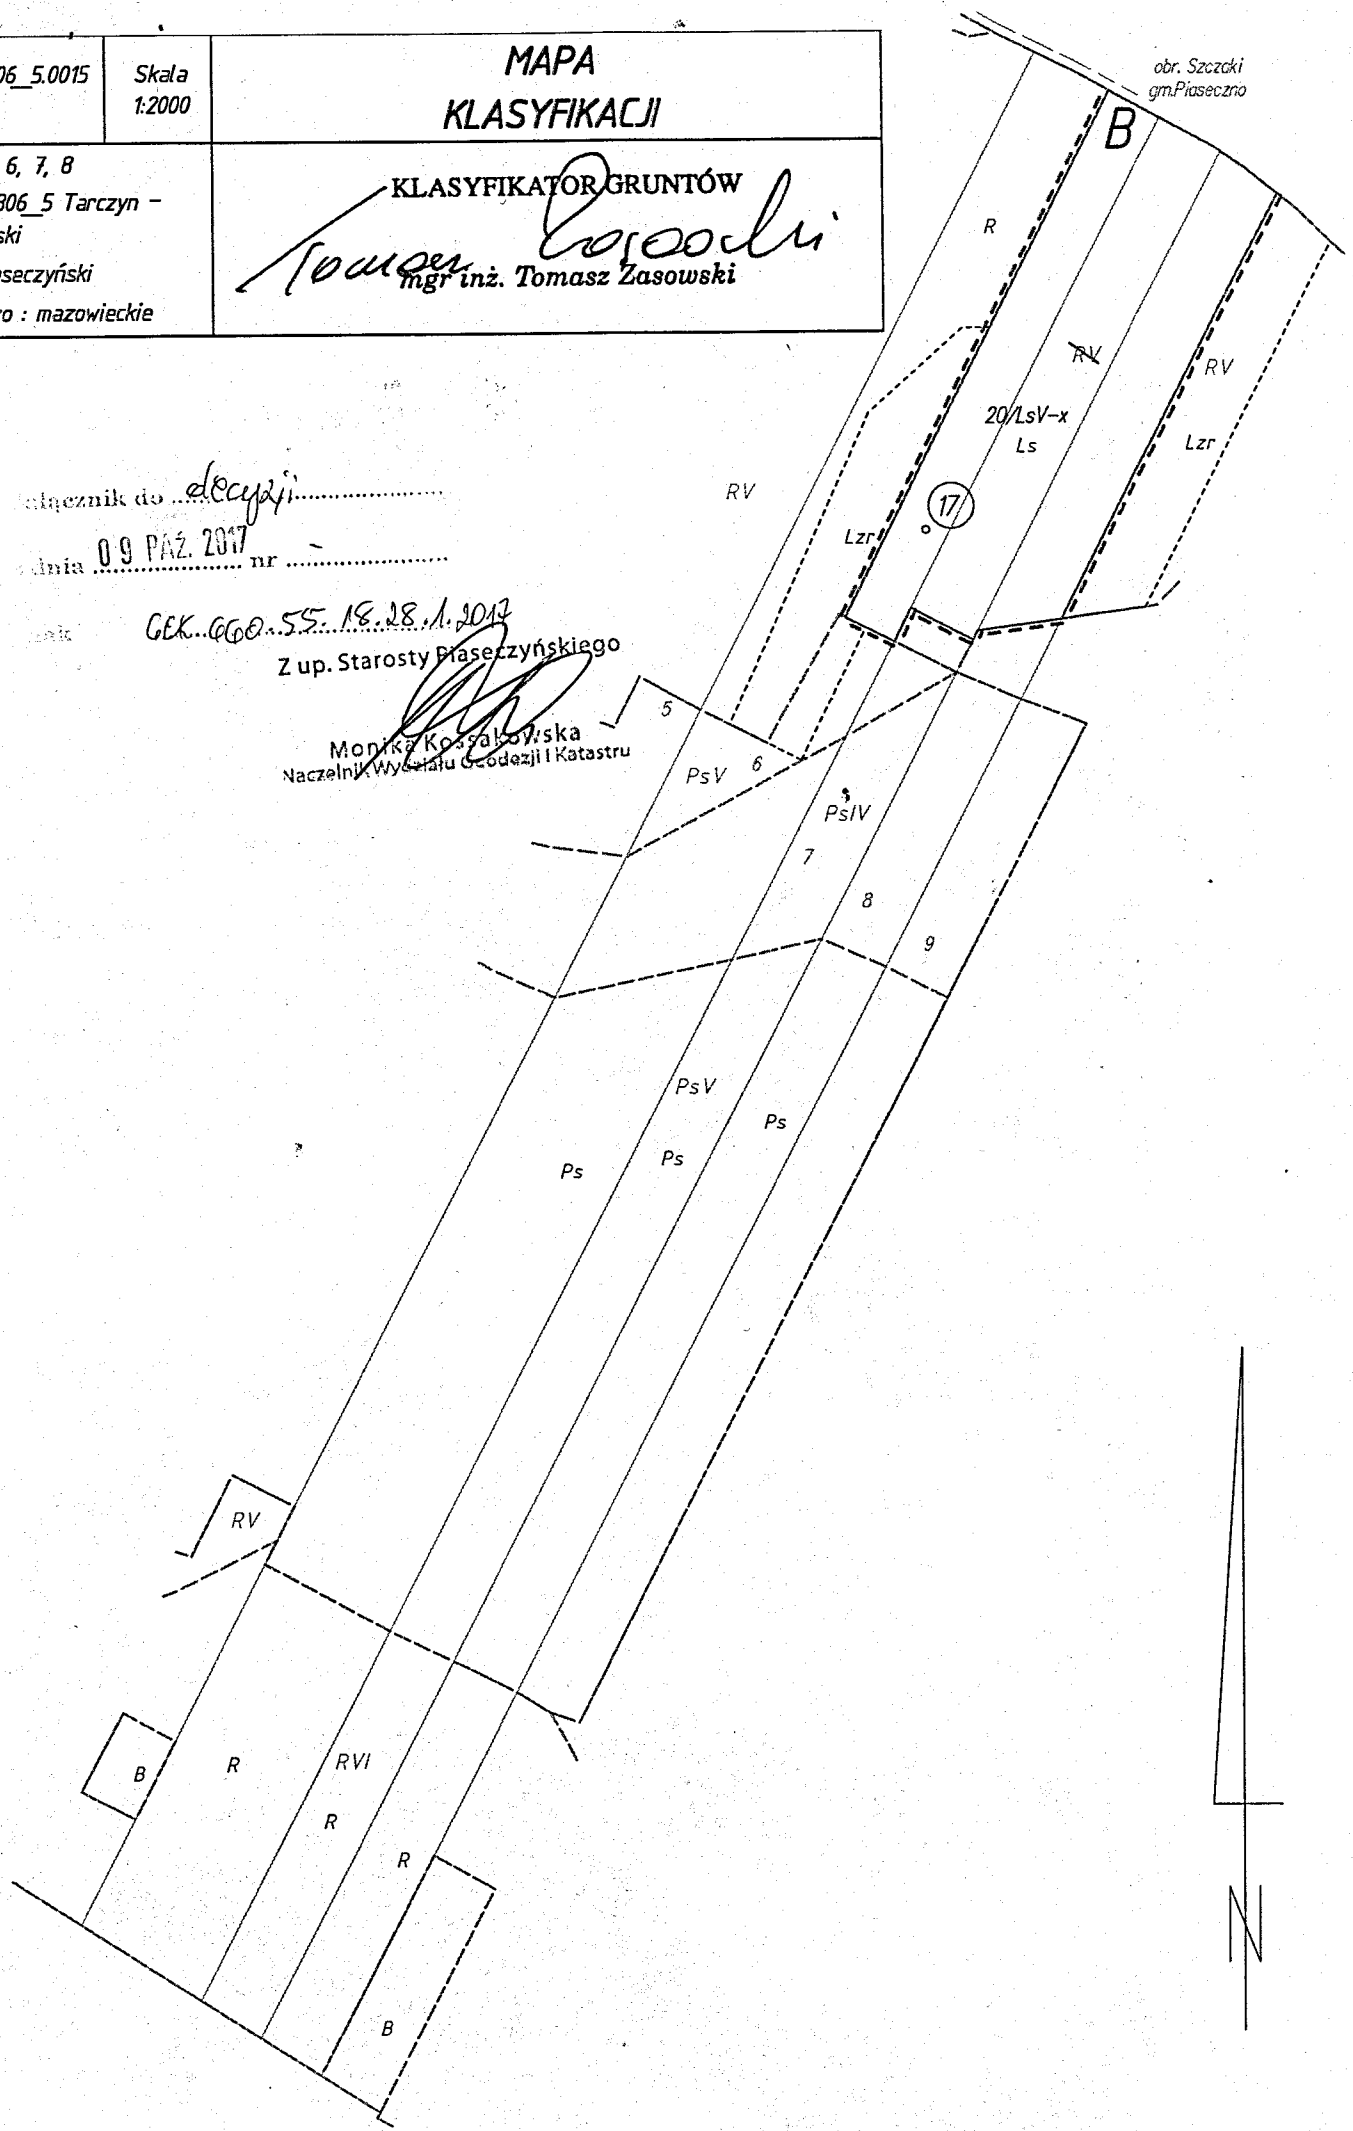 06_5.0015
Skala
1:2000
MAPA
KLASYFIKACJI
6, 7, 8
306_5 Tarczyn –
ski
seczyński
o : mazowieckie
KLASYFIKATOR GRUNTÓW
mgr inż. Tomasz Zasowski
obr. Szczaki
gm.Piaseczno
B
R
RV
RV
20/LsV-x
Ls
Lzr
RV
17
Lzr
łącznik do decyzji
dnia 09 PAŹ. 2017 nr -
GEK.660.55.18.28.1.2017
Z up. Starosty Piaseczyńskiego
Monika Kossakowska
Naczelnik Wydziału Geodezji i Katastru
5
PsV
6
PsIV
7
8
9
PsV
Ps
Ps
Ps
RV
B
R
RVI
R
R
B
N